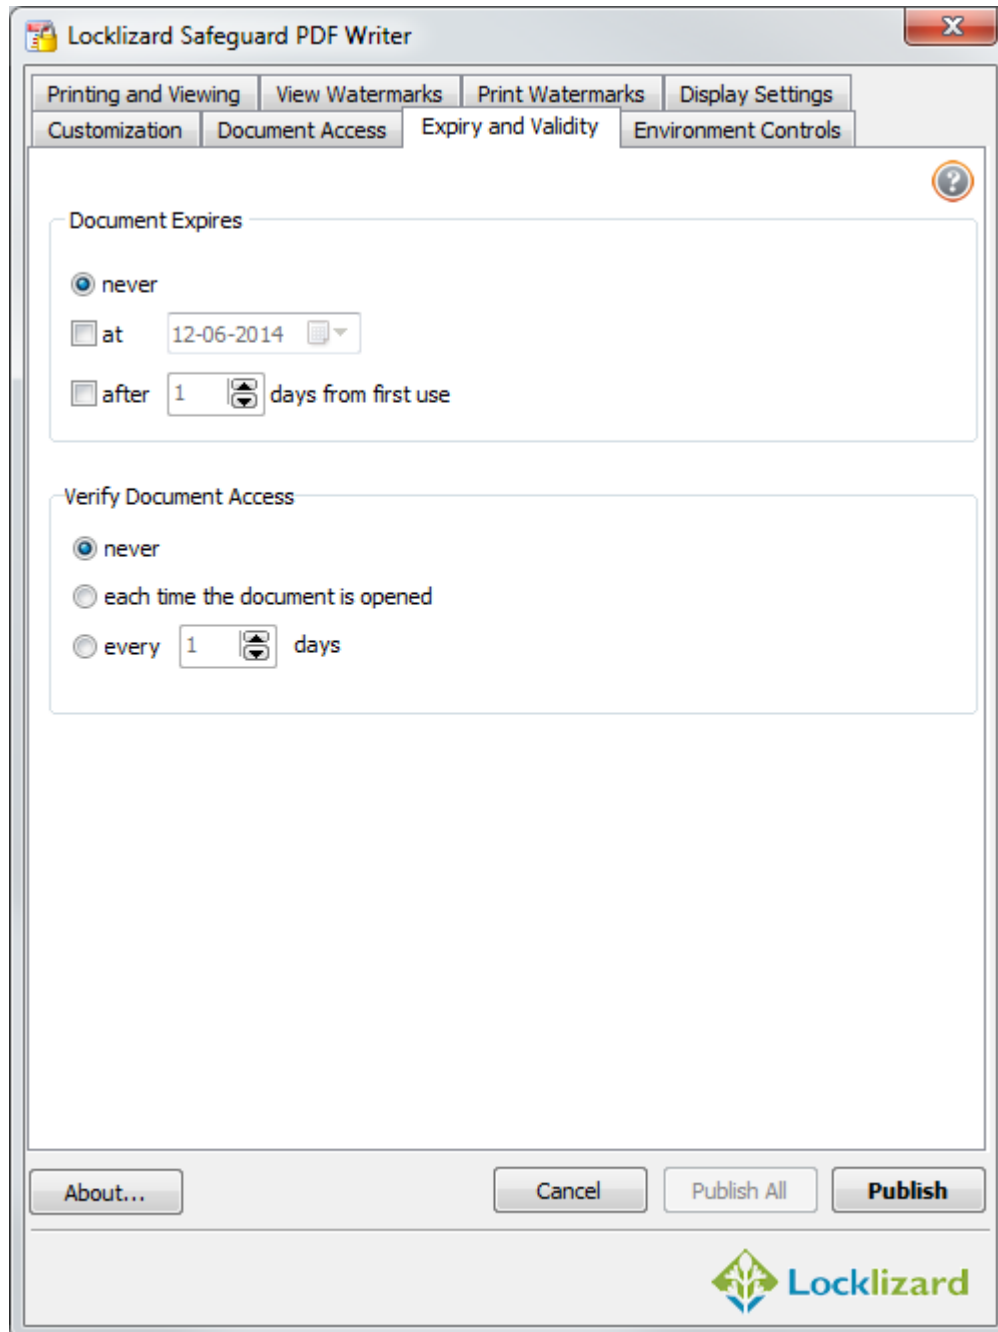 Locklizard Safeguard PDF Writer
Printing and Viewing View Watermarks Print Watermarks Display Settings
Customization Document Access Expiry and Validity Environment Controls
?
Document Expires
never
at 12-06-2014
after 1 days from first use
Verify Document Access
never
each time the document is opened
every 1 days
About... Cancel Publish All Publish
Locklizard